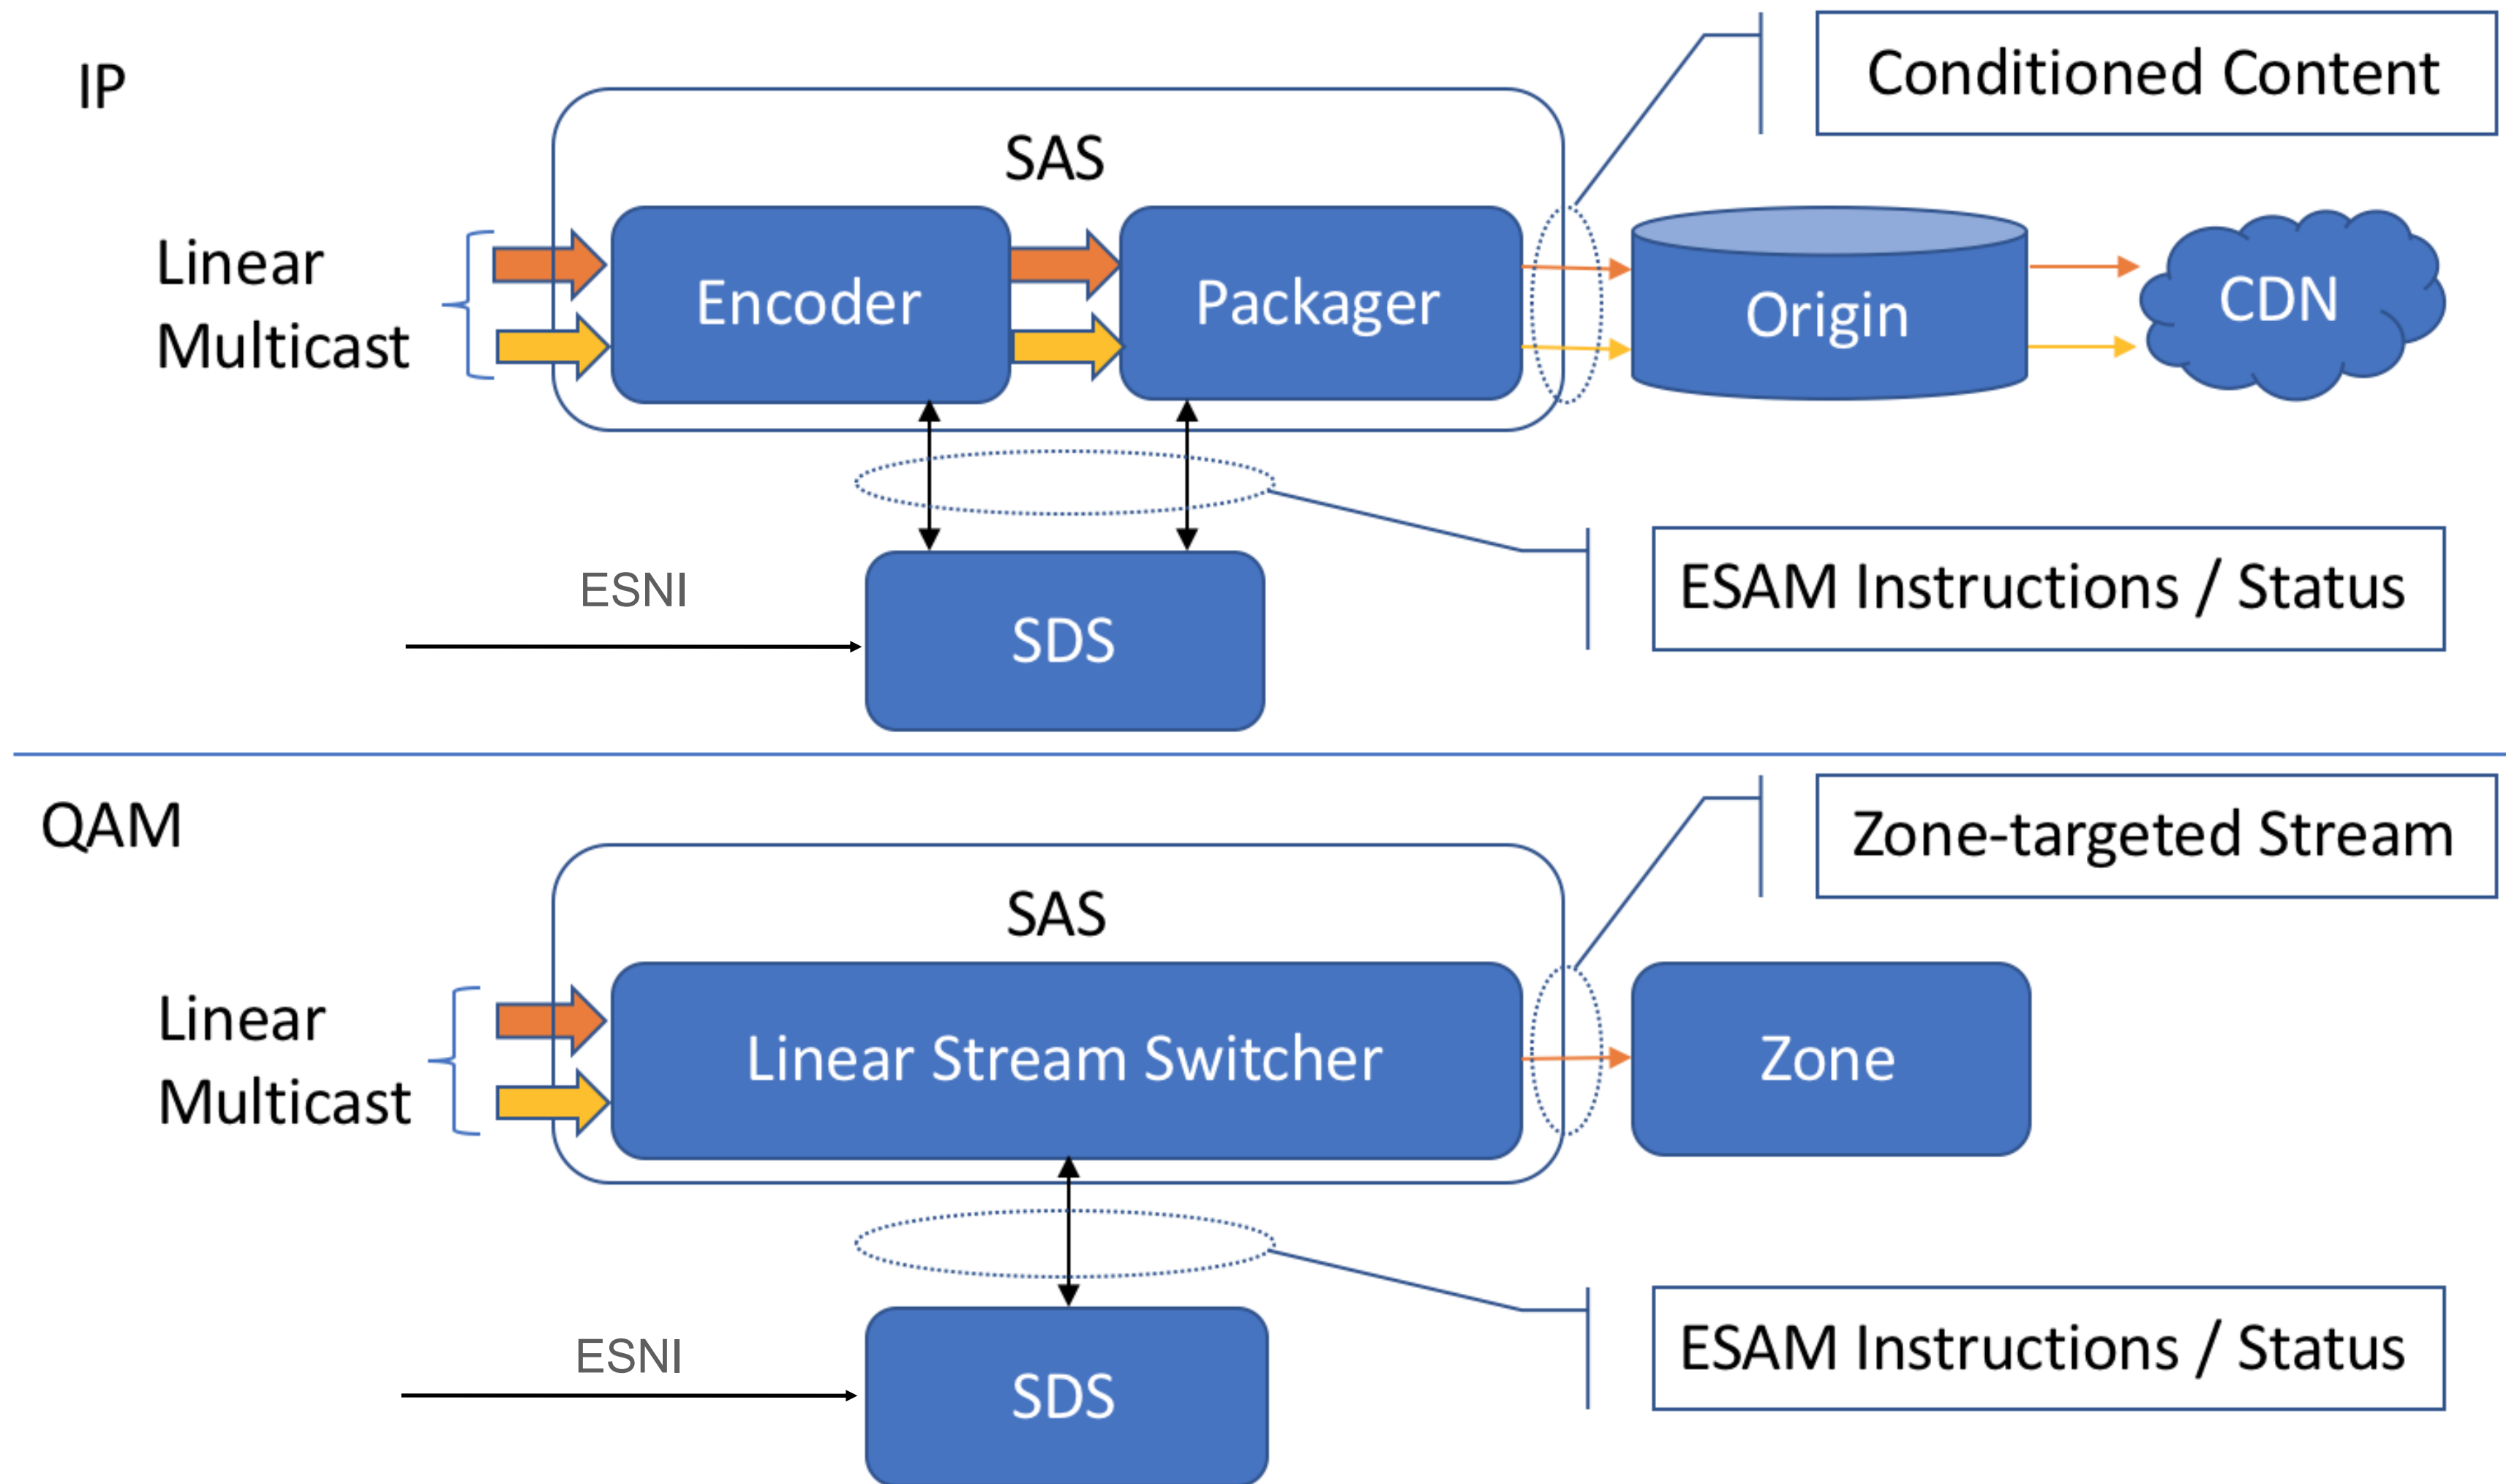 IP
Conditioned Content
SAS
Linear
Multicast
Encoder
Packager
Origin
CDN
ESNI
ESAM Instructions / Status
SDS
QAM
Zone-targeted Stream
SAS
Linear
Multicast
Linear Stream Switcher
Zone
ESNI
ESAM Instructions / Status
SDS